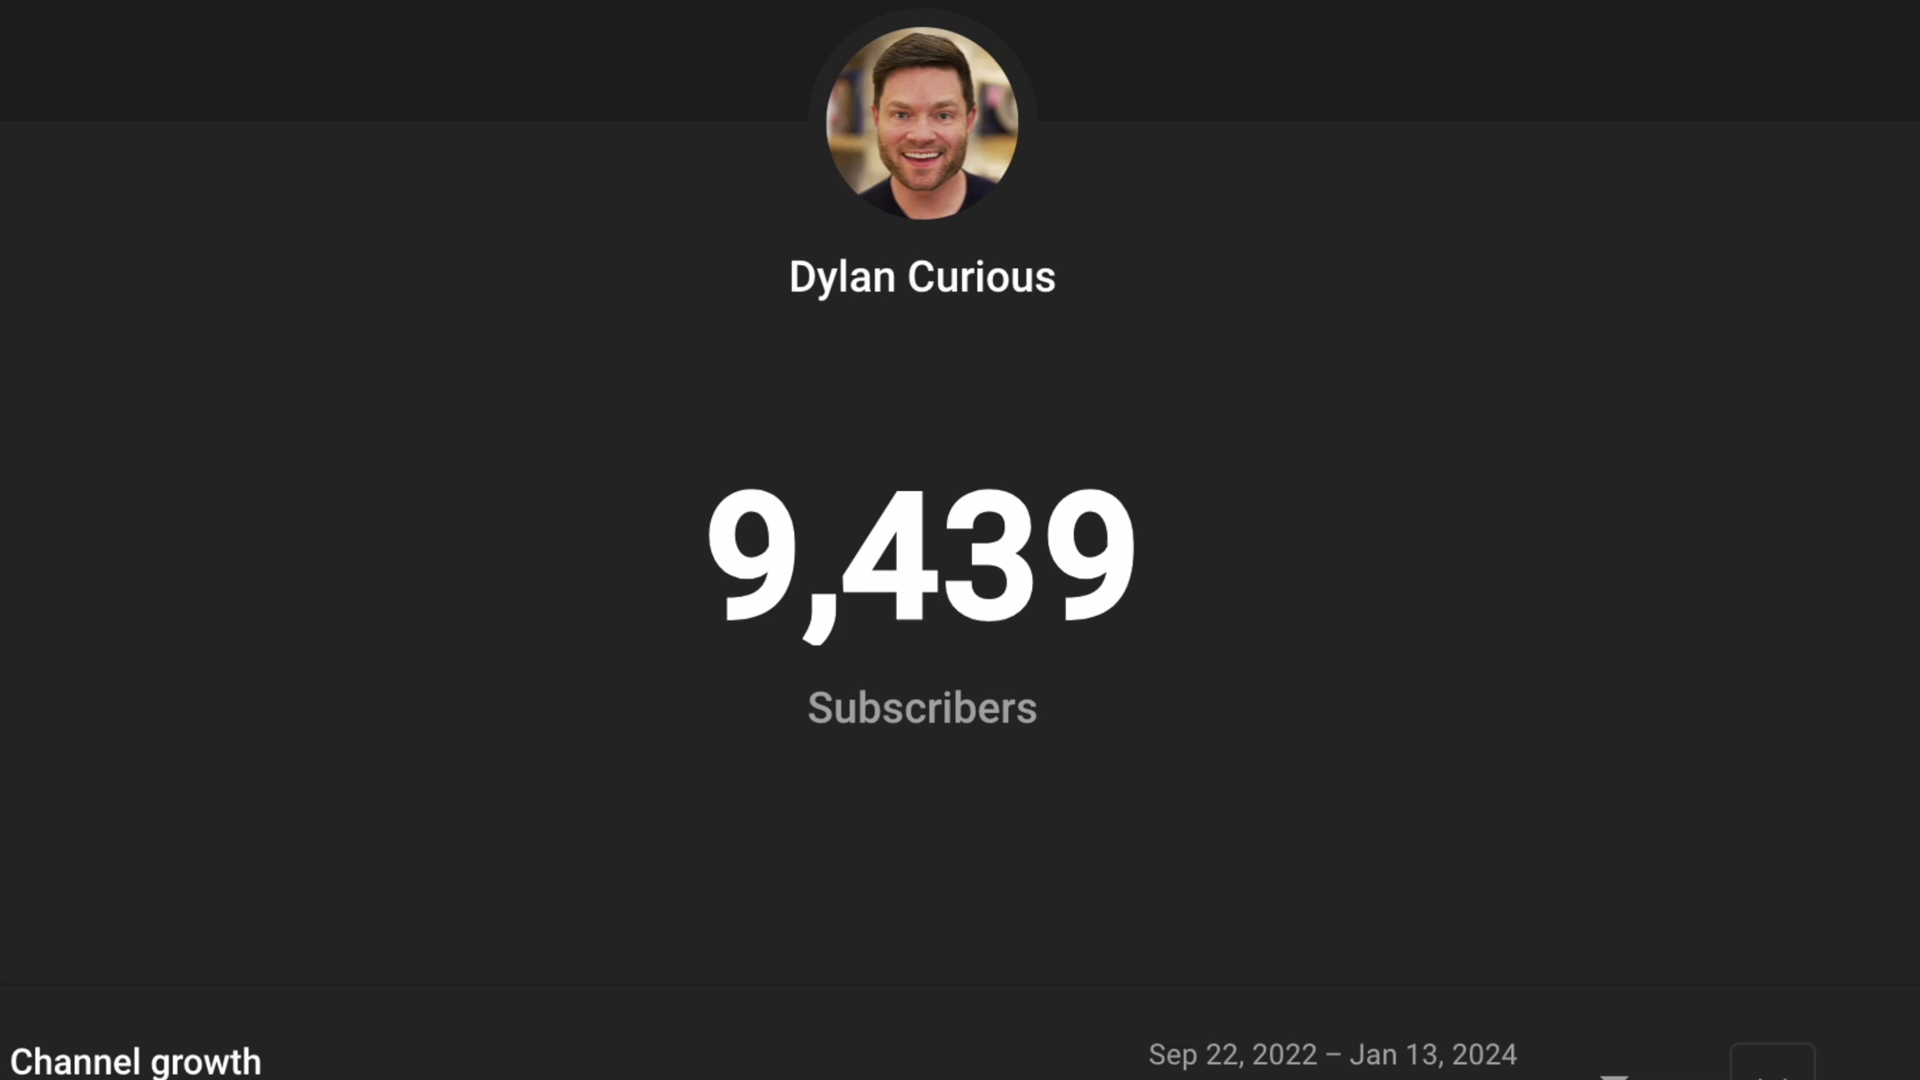 Dylan Curious
9,439
Subscribers
Channel growth
Sep 22, 2022 – Jan 13, 2024